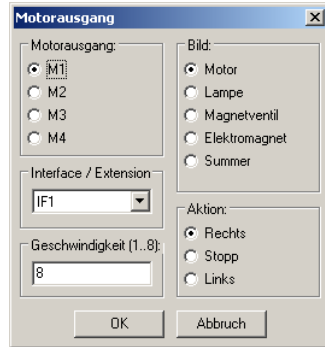 Motorausgang
Motorausgang:
M1
M2
M3
M4
Interface / Extension
IF1
Geschwindigkeit (1..8):
8
Bild:
Motor
Lampe
Magnetventil
Elektromagnet
Summer
Aktion:
Rechts
Stopp
Links
OK
Abbruch